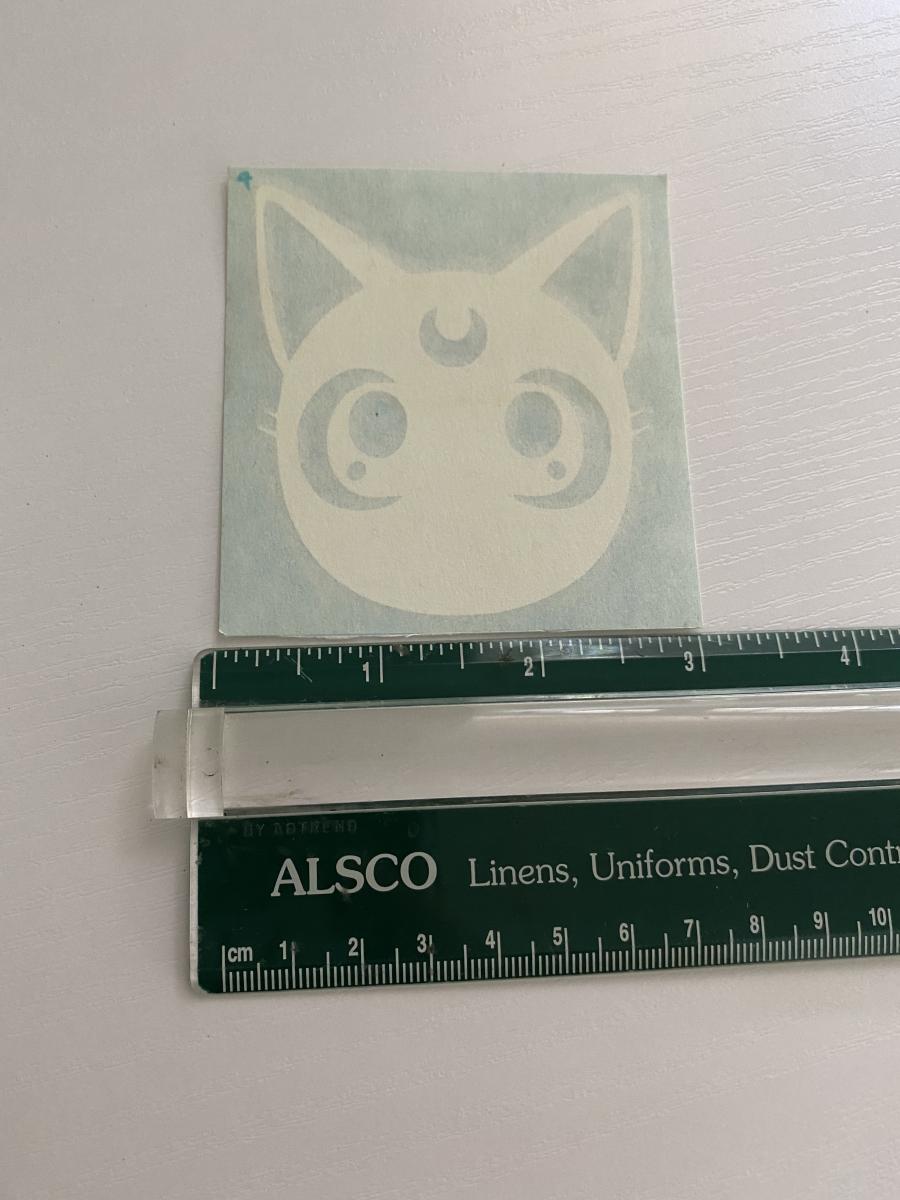 1 2 3 4
BY ADTREND
ALSCO Linens, Uniforms, Dust Contr
cm 1 2 3 4 5 6 7 8 9 10